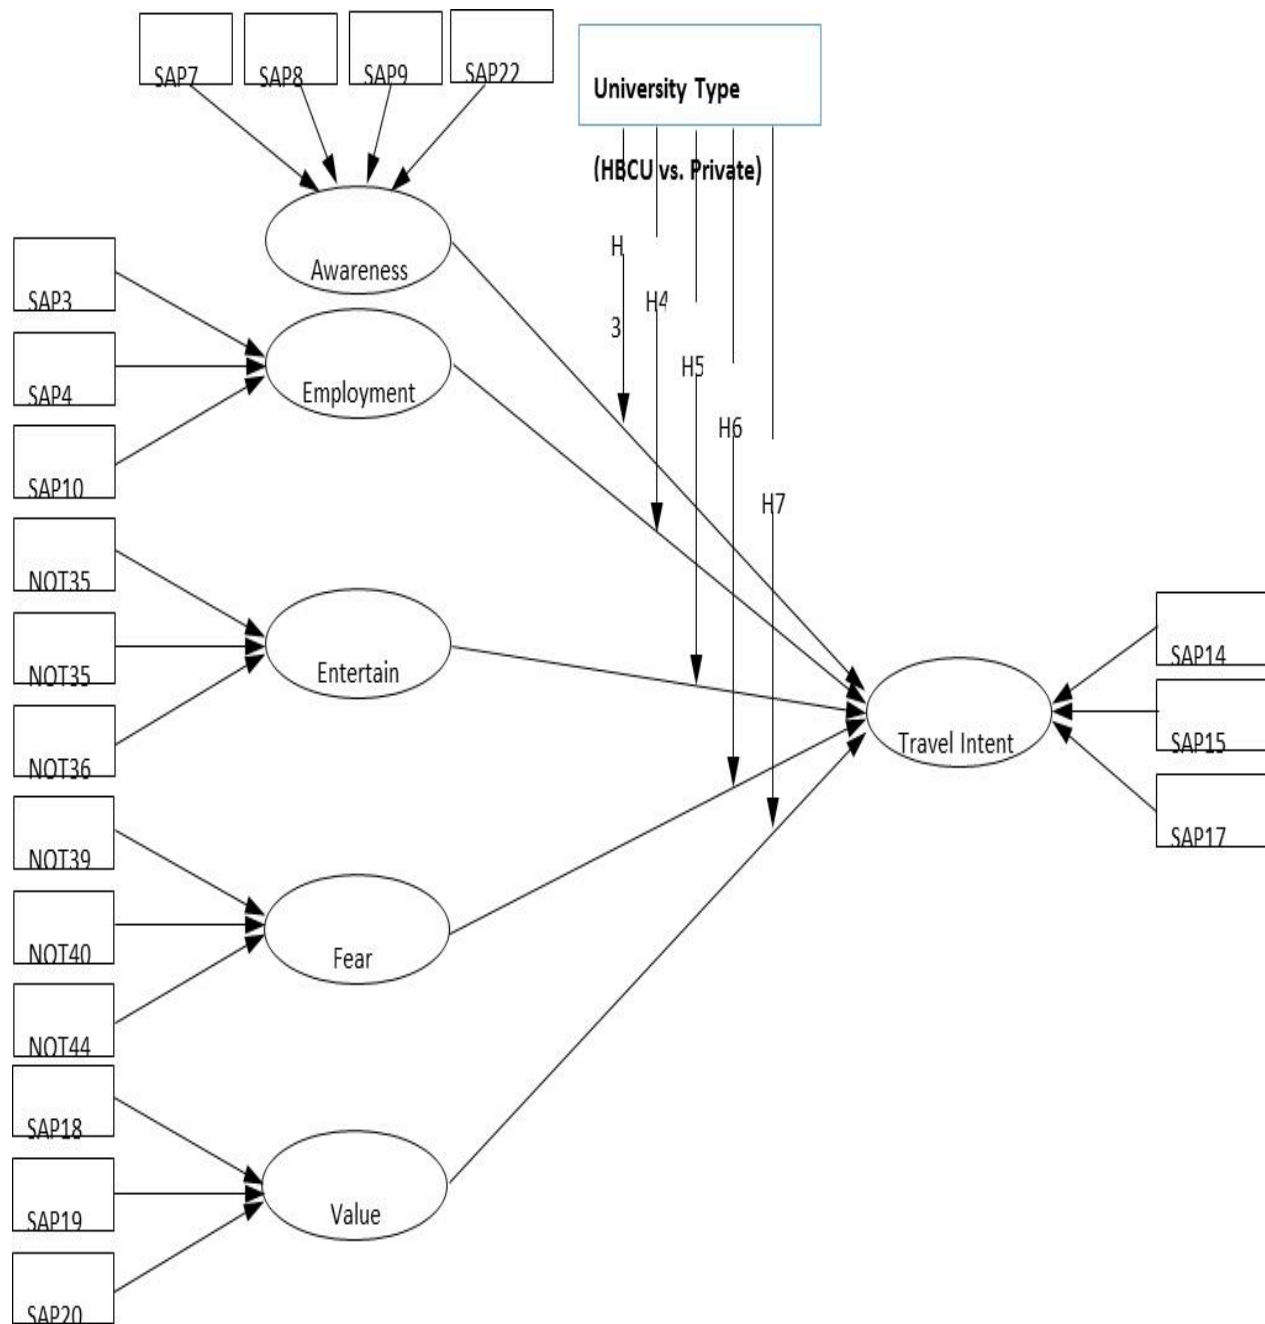 SAP7
SAP8
SAP9
SAP22
University Type
(HBCU vs. Private)
Awareness
H
3
SAP3
H4
Employment
H5
SAP4
H6
SAP10
H7
NOT35
Entertain
NOT35
SAP14
Travel Intent
SAP15
NOT36
SAP17
NOT39
NOT40
Fear
NOT44
SAP18
SAP19
Value
SAP20